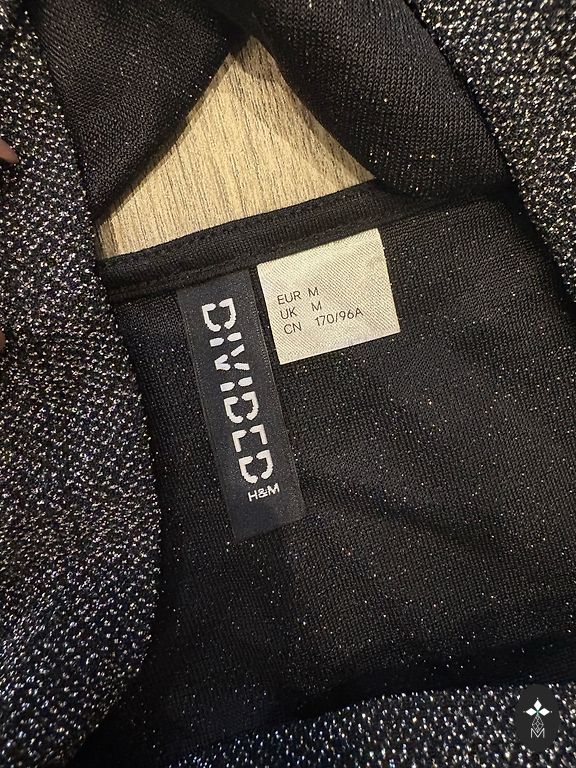 DIVIDED
H&M
EUR M
UK M
CN 170/96A
M